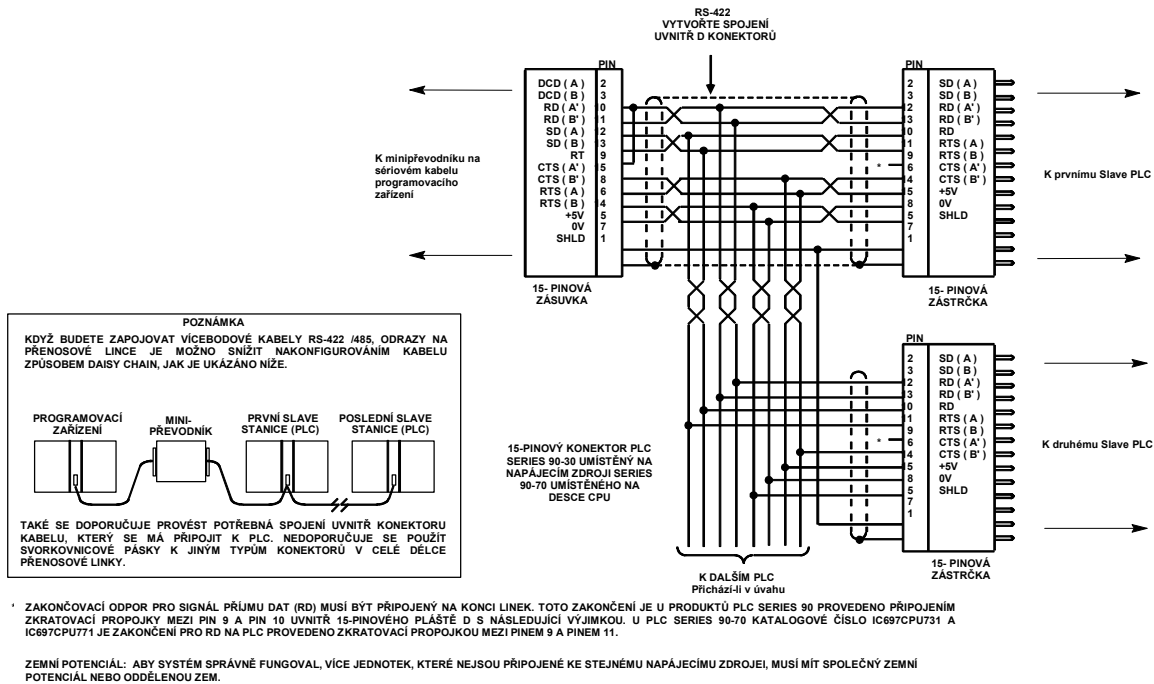 RS-422
VYTVOŘTE SPOJENÍ
UVNITŘ D KONEKTORŮ
PIN
DCD ( A ) 2
DCD ( B ) 3
RD ( A' ) 10
RD ( B' ) 11
SD ( A ) 12
SD ( B ) 13
RT 9
CTS ( A' ) 15
CTS ( B' ) 8
RTS ( A ) 6
RTS ( B ) 14
+5V 5
0V 7
SHLD 1
15- PINOVÁ
ZÁSUVKA
K minipřevodníku na
sériovém kabelu
programovacího
zařízení
PIN
2 SD ( A )
3 SD ( B )
12 RD ( A' )
13 RD ( B' )
10 RD
11 RTS ( A )
9 RTS ( B )
* 6 CTS ( A' )
14 CTS ( B' )
15 +5V
8 0V
5 SHLD
7
1
15- PINOVÁ
ZÁSTRČKA
K prvnímu Slave PLC
PIN
2 SD ( A )
3 SD ( B )
12 RD ( A' )
13 RD ( B' )
10 RD
11 RTS ( A )
9 RTS ( B )
* 6 CTS ( A' )
14 CTS ( B' )
15 +5V
8 0V
5 SHLD
7
1
15- PINOVÁ
ZÁSTRČKA
K druhému Slave PLC
15-PINOVÝ KONEKTOR PLC
SERIES 90-30 UMISTĚNÝ NA
NAPÁJECÍM ZDROJI SERIES
90-70 UMISTĚNÉHO NA
DESCE CPU
K DALŠÍM PLC
Přichází-li v úvahu
POZNÁMKA
KDYŽ BUDETE ZAPOJOVAT VÍCEBODOVÉ KABELY RS-422 /485, ODRAZY NA
PŘENOSOVÉ LINCE JE MOŽNO SNÍŽIT NAKONFIGUROVÁNÍM KABELU
ZPŮSOBEM DAISY CHAIN, JAK JE UKÁZÁNO NÍŽE.
PROGRAMOVACÍ
ZAŘÍZENÍ
MINI-
PŘEVODNÍK
PRVNÍ SLAVE
STANICE (PLC)
POSLEDNÍ SLAVE
STANICE (PLC)
TAKÉ SE DOPORUČUJE PROVÉST POTŘEBNÁ SPOJENÍ UVNITŘ KONEKTORU
KABELU, KTERÝ SE MÁ PŘIPOJIT K PLC. NEDOPORUČUJE SE POUŽÍT
SVORKOVNICOVÉ PÁSKY K JINÝM TYPŮM KONEKTORŮ V CELÉ DÉLCE
PŘENOSOVÉ LINKY.
* ZAKONČOVACÍ ODPOR PRO SIGNÁL PŘÍJMU DAT (RD) MUSÍ BÝT PŘIPOJENÝ NA KONCI LINEK. TOTO ZAKONČENÍ JE U PRODUKTŮ PLC SERIES 90 PROVEDENO PŘIPOJENÍM
ZKRATOVACÍ PROPOJKY MEZI PIN 9 A PIN 10 UVNITŘ 15-PINOVÉHO PLÁŠTĚ D S NÁSLEDUJÍCÍ VÝJIMKOU. U PLC SERIES 90-70 KATALOGOVÉ ČÍSLO IC697CPU731 A
IC697CPU771 JE ZAKONČENÍ PRO RD NA PLC PROVEDENO ZKRATOVACÍ PROPOJKOU MEZI PINEM 9 A PINEM 11.
ZEMNÍ POTENCIÁL: ABY SYSTÉM SPRÁVNĚ FUNGOVAL, VÍCE JEDNOTEK, KTERÉ NEJSOU PŘIPOJENÉ KE STEJNÉMU NAPÁJECÍMU ZDROJEI, MUSÍ MÍT SPOLEČNÝ ZEMNÍ
POTENCIÁL NEBO ODDĚLENOU ZEM.